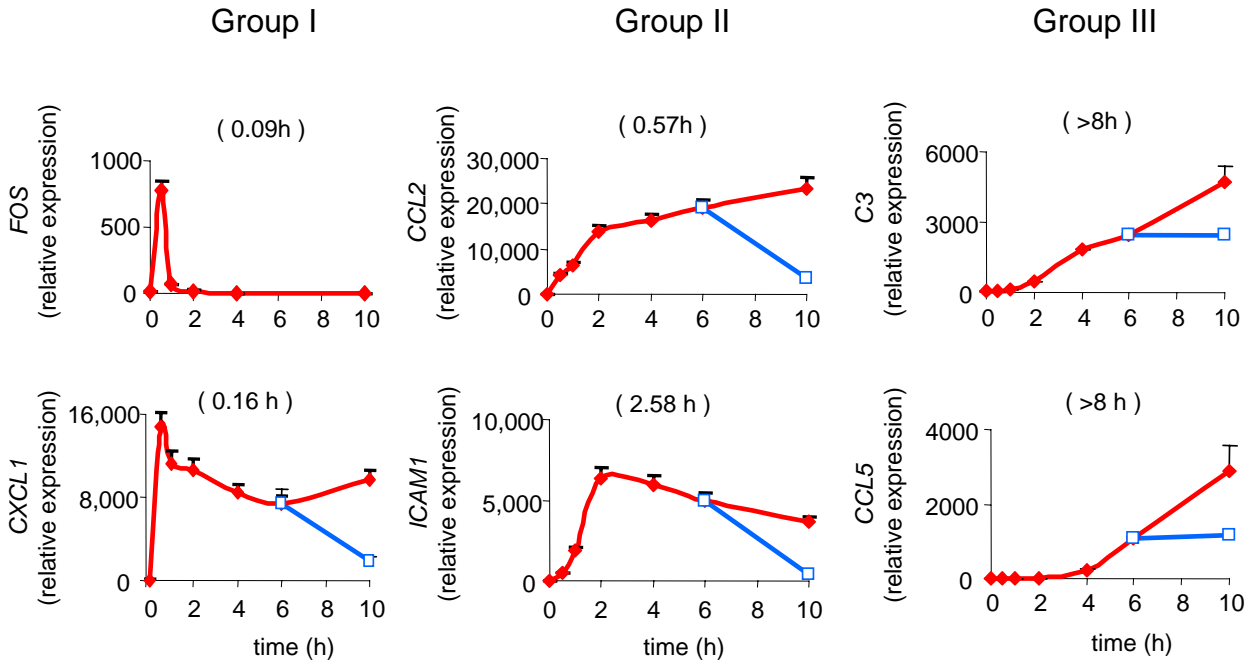 Group I
Group II
Group III
FOS
(relative expression)
( 0.09h )
1000
500
0
0 2 4 6 8 10
CCL2
(relative expression)
( 0.57h )
30,000
20,000
10,000
0
0 2 4 6 8 10
C3
(relative expression)
( >8h )
6000
3000
0
0 2 4 6 8 10
CXCL1
(relative expression)
( 0.16 h )
16,000
8,000
0
0 2 4 6 8 10
time (h)
ICAM1
(relative expression)
( 2.58 h )
10,000
5,000
0
0 2 4 6 8 10
time (h)
CCL5
(relative expression)
( >8 h )
4000
2000
0
0 2 4 6 8 10
time (h)